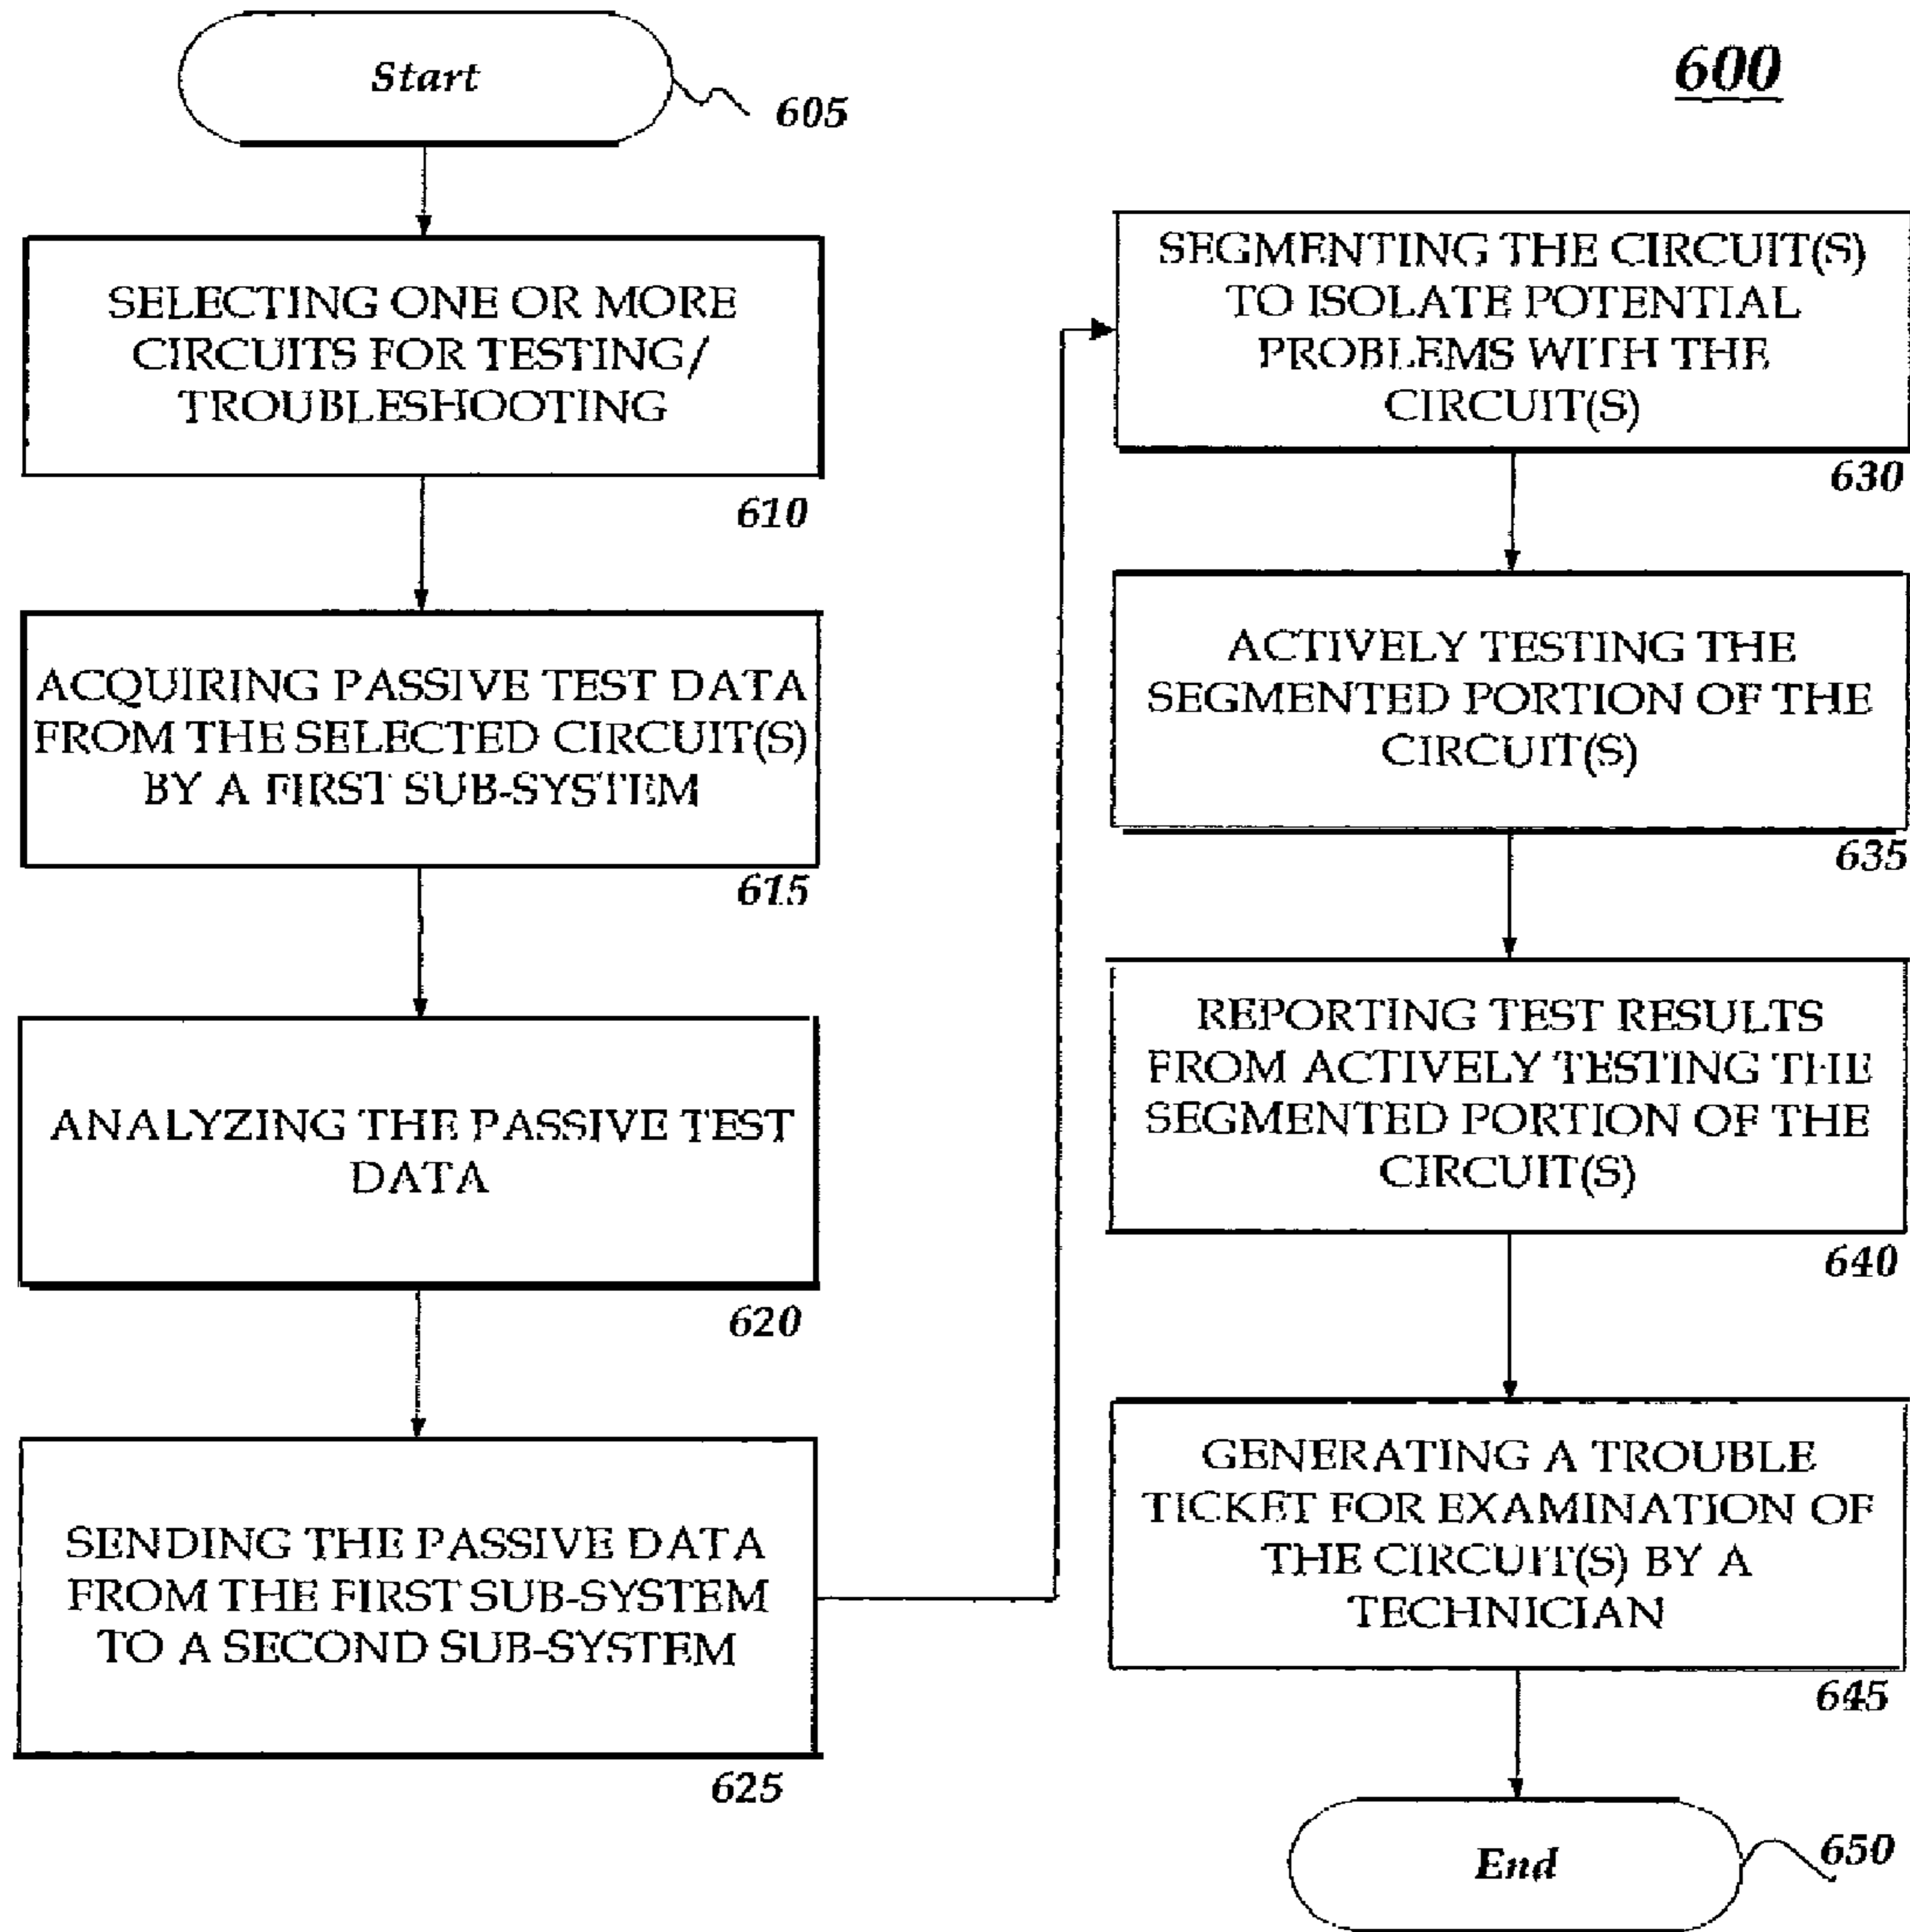 600
Start
605
SELECTING ONE OR MORE
CIRCUITS FOR TESTING/
TROUBLESHOOTING
610
ACQUIRING PASSIVE TEST DATA
FROM THE SELECTED CIRCUIT(S)
BY A FIRST SUB-SYSTEM
615
ANALYZING THE PASSIVE TEST
DATA
620
SENDING THE PASSIVE DATA
FROM THE FIRST SUB-SYSTEM
TO A SECOND SUB-SYSTEM
625
SEGMENTING THE CIRCUIT(S)
TO ISOLATE POTENTIAL
PROBLEMS WITH THE
CIRCUIT(S)
630
ACTIVELY TESTING THE
SEGMENTED PORTION OF THE
CIRCUIT(S)
635
REPORTING TEST RESULTS
FROM ACTIVELY TESTING THE
SEGMENTED PORTION OF THE
CIRCUIT(S)
640
GENERATING A TROUBLE
TICKET FOR EXAMINATION OF
THE CIRCUIT(S) BY A
TECHNICIAN
645
End
650